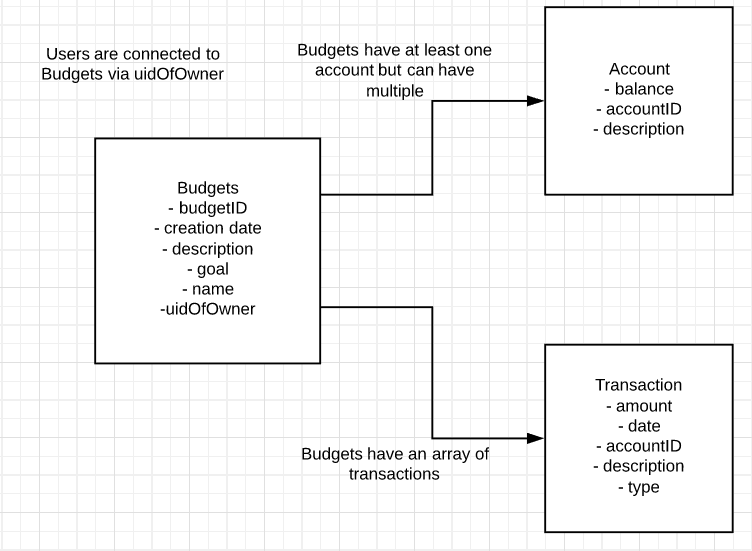 Users are connected to
Budgets via uidOfOwner
Budgets have at least one
account but can have
multiple
Account
- balance
- accountID
- description
Budgets
- budgetID
- creation date
- description
- goal
- name
-uidOfOwner
Budgets have an array of
transactions
Transaction
- amount
- date
- accountID
- description
- type